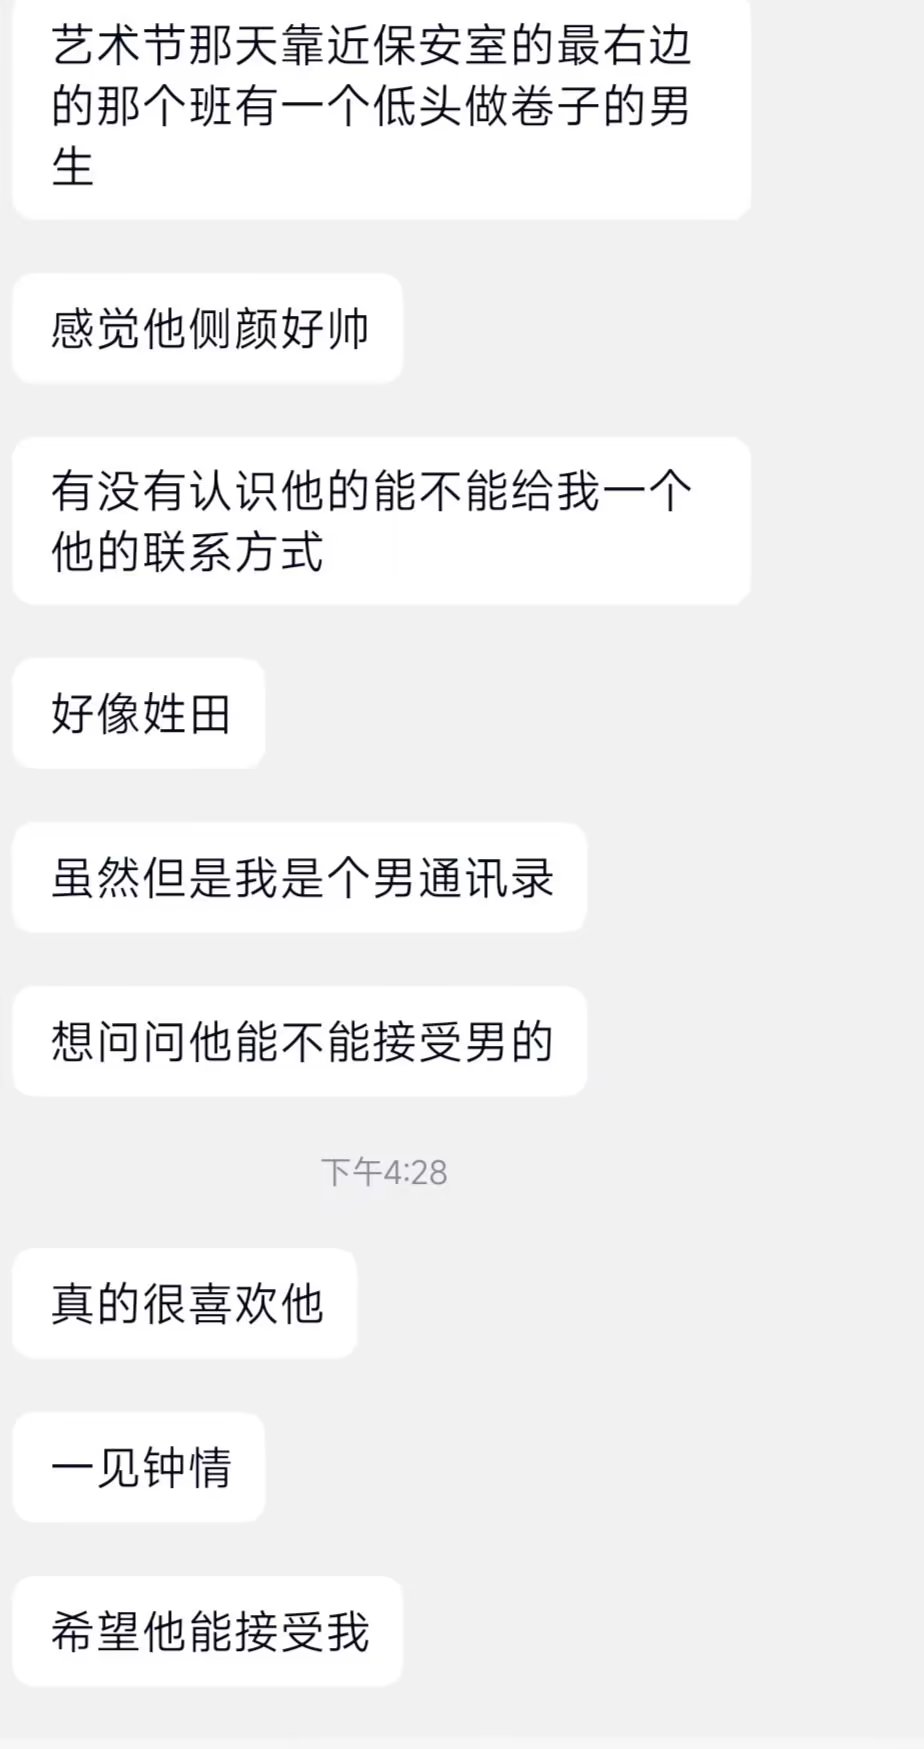 艺术节那天靠近保安室的最右边
的那个班有一个低头做卷子的男
生
感觉他侧颜好帅
有没有认识他的能不能给我一个
他的联系方式
好像姓田
虽然但是我是个男通讯录
想问问他能不能接受男的
下午4:28
真的很喜欢他
一见钟情
希望他能接受我